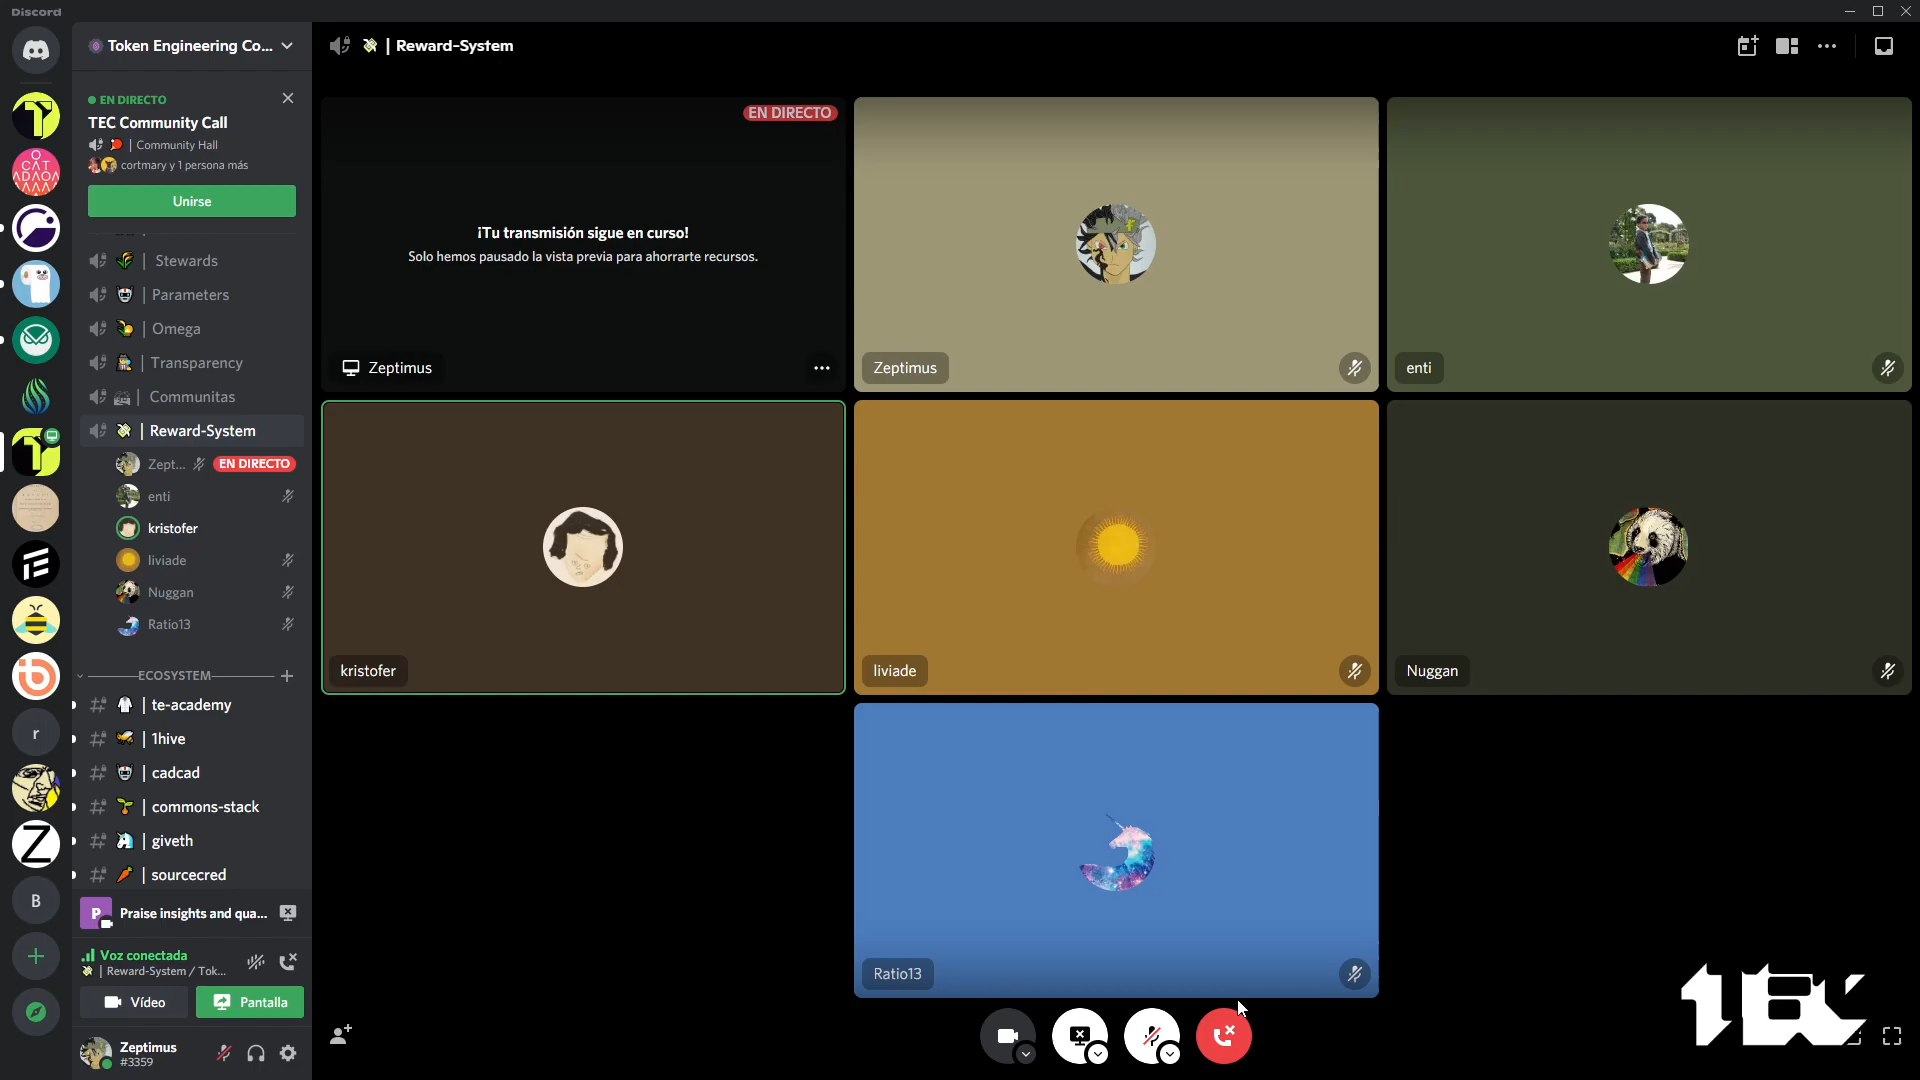 Discord
Token Engineering Co...
EN DIRECTO
TEC Community Call
| Community Hall
cortmary y 1 persona más
Unirse
| Stewards
| Parameters
| Omega
| Transparency
| Communitas
| Reward-System
Zept...
EN DIRECTO
enti
kristofer
liviade
Nuggan
Ratio13
ECOSYSTEM
| te-academy
| 1hive
| cadcad
| commons-stack
| giveth
| sourcecred
P
Praise insights and qua...
Voz conectada
| Reward-System / Tok...
Vídeo
Pantalla
Zeptimus
#3359
CAT
ADAOA
r
Z
B
| Reward-System
EN DIRECTO
¡Tu transmisión sigue en curso!
Solo hemos pausado la vista previa para ahorrarte recursos.
Zeptimus
Zeptimus
enti
kristofer
liviade
Nuggan
Ratio13
TEC